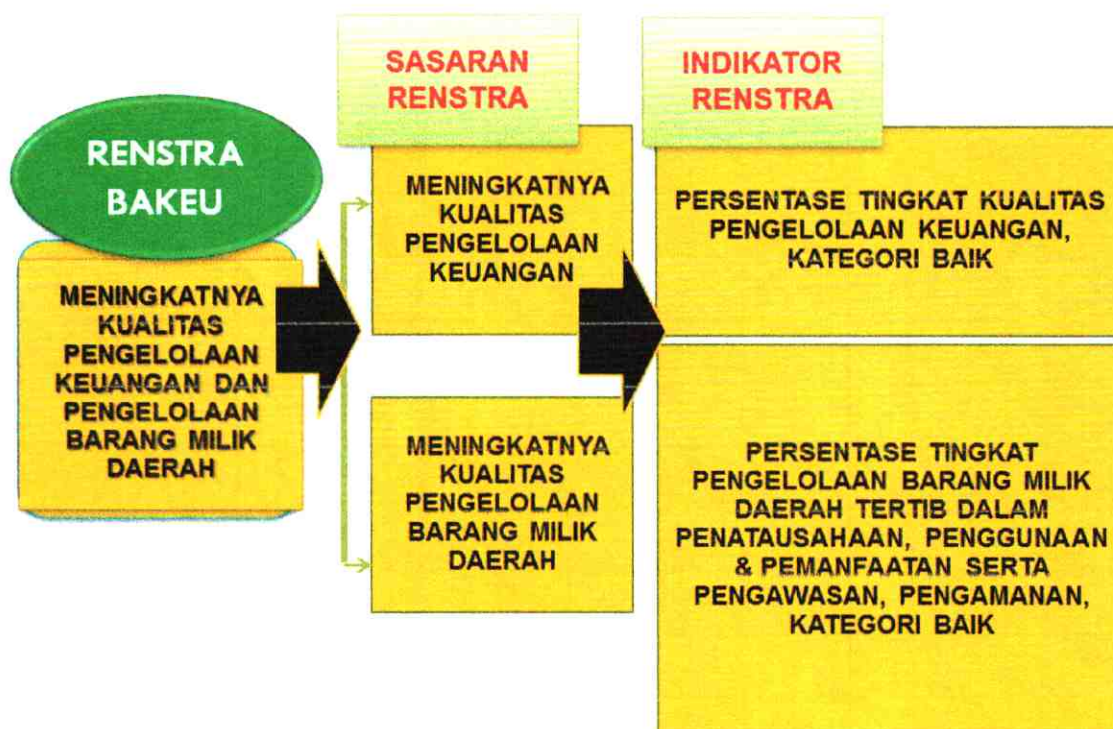 RENSTRA
BAKEU
MENINGKATNYA
KUALITAS
PENGELOLAAN
KEUANGAN DAN
PENGELOLAAN
BARANG MILIK
DAERAH
SASARAN
RENSTRA
MENINGKATNYA
KUALITAS
PENGELOLAAN
KEUANGAN
MENINGKATNYA
KUALITAS
PENGELOLAAN
BARANG MILIK
DAERAH
INDIKATOR
RENSTRA
PERSENTASE TINGKAT KUALITAS
PENGELOLAAN KEUANGAN,
KATEGORI BAIK
PERSENTASE TINGKAT
PENGELOLAAN BARANG MILIK
DAERAH TERTIB DALAM
PENATAUSAHAAN, PENGGUNAAN
& PEMANFAATAN SERTA
PENGAWASAN, PENGAMANAN,
KATEGORI BAIK